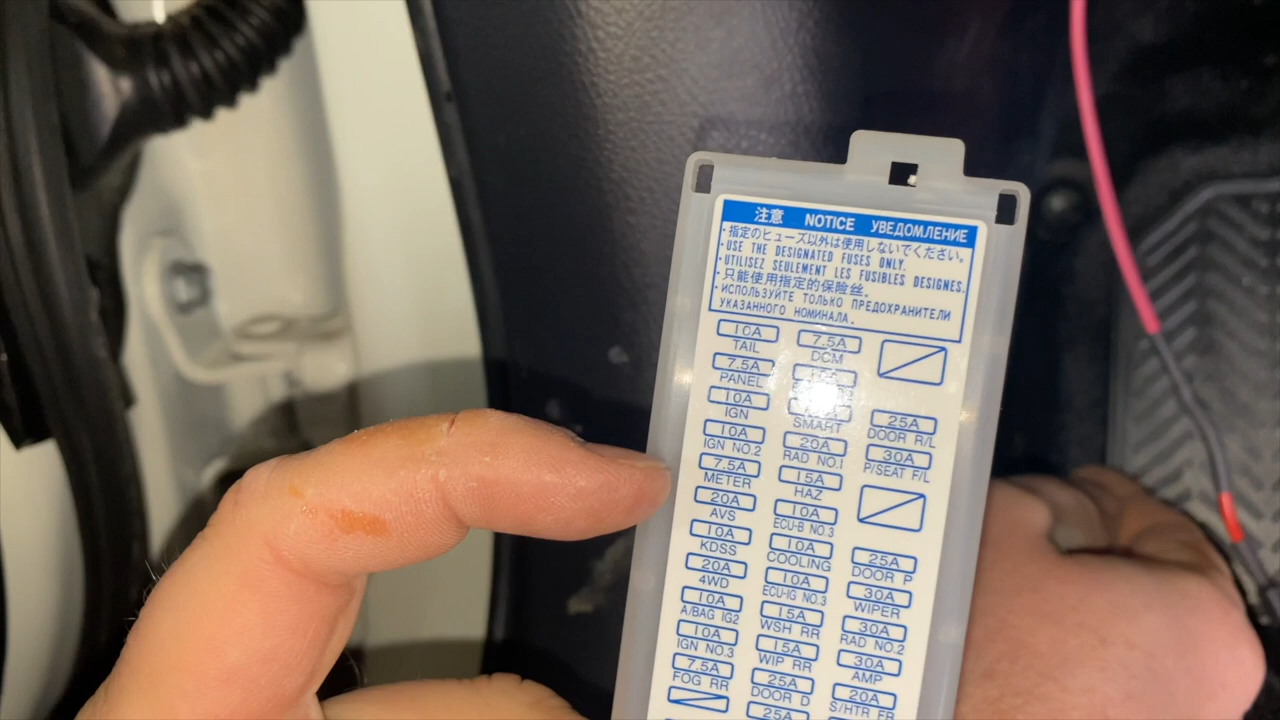 注意 NOTICE УВЕДОМЛЕНИЕ
・指定のヒューズ以外は使用しないでください。
・USE THE DESIGNATED FUSES ONLY.
・UTILISEZ SEULEMENT LES FUSIBLES DESIGNES.
・只能使用指定的保险丝.
・ИСПОЛЬЗУЙТЕ ТОЛЬКО ПРЕДОХРАНИТЕЛИ
УКАЗАННОГО НОМИНАЛА.
10A
TAIL
7.5A
PANEL
10A
IGN
10A
IGN NO.2
7.5A
METER
20A
AVS
10A
KDSS
20A
4WD
10A
A/BAG IG2
10A
IGN NO.3
7.5A
FOG RR
7.5A
DCM
SMART
20A
RAD NO.1
15A
HAZ
10A
ECU-B NO.3
10A
COOLING
10A
ECU-IG NO.3
15A
WSH RR
15A
WIP RR
25A
DOOR D
25A
25A
DOOR R/L
30A
P/SEAT F/L
25A
DOOR P
30A
WIPER
30A
RAD NO.2
30A
AMP
20A
S/HTR FR